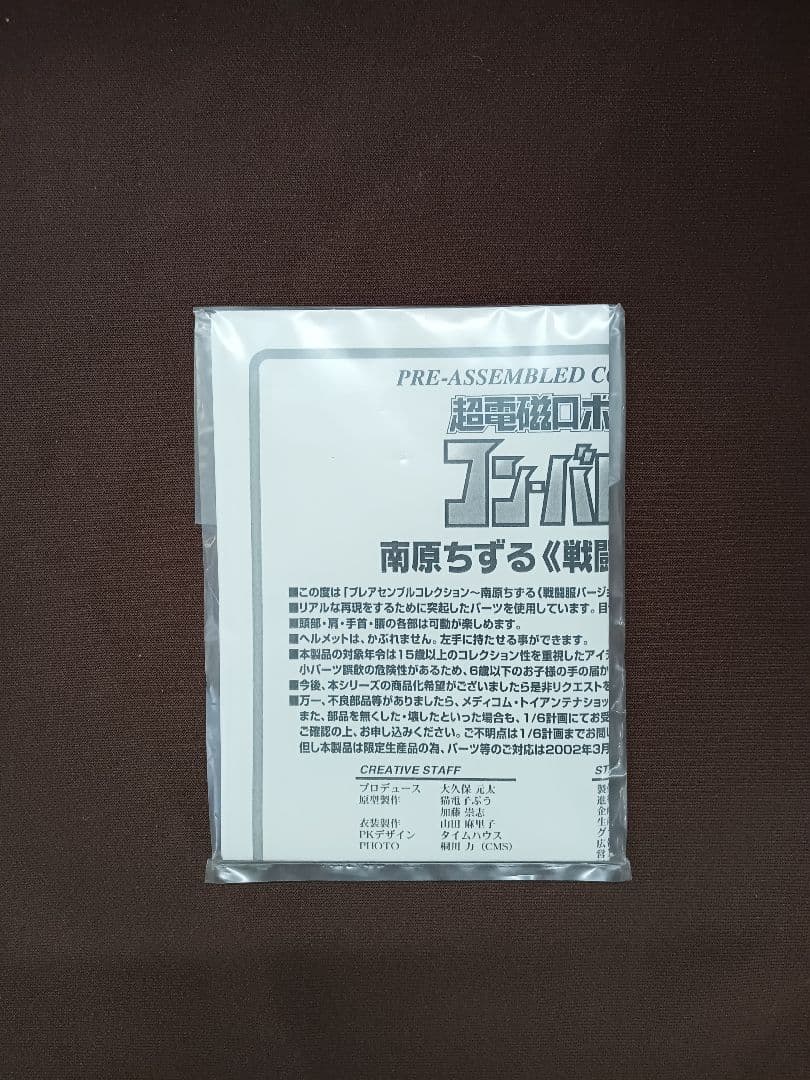 PRE-ASSEMBLED CO
超電磁ロボ
コン・バ
南原ちずる《戦闘
■この度は「プレアセンブルコレクション～南原ちずる《戦闘服バージョ
■リアルな再現をするために突起したパーツを使用しています。目
■頭部・肩・手首・腰の各部は可動が楽しめます。
■ヘルメットは、かぶれません。左手に持たせる事ができます。
■本製品の対象年令は15歳以上のコレクション性を重視したアイテ
小パーツ誤飲の危険性があるため、6歳以下のお子様の手の届か
■今後、本シリーズの商品化希望がございましたら是非リクエストを
■万一、不良部品等がありましたら、メディコム・トイアンテナショッ
また、部品を無くした・壊したといった場合も、1/6計画にてお受
ご確認の上、お申し込みください。ご不明点は1/6計画までお問い
但し本製品は限定生産品の為、パーツ等のご対応は2002年3月
CREATIVE STAFF ST
プロデュース 大久保 元太 製
原型製作 猫電子ぶう 進
加藤 崇志 企
衣装製作 山田 麻里子 生
PKデザイン タイムハウス グ
PHOTO 桐川 力（CMS） 広
営